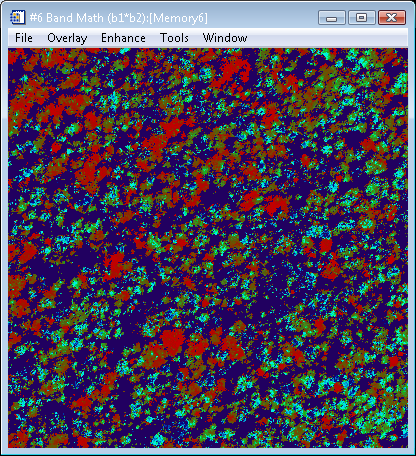 #6 Band Math (b1*b2):[Memory6]
File Overlay Enhance Tools Window